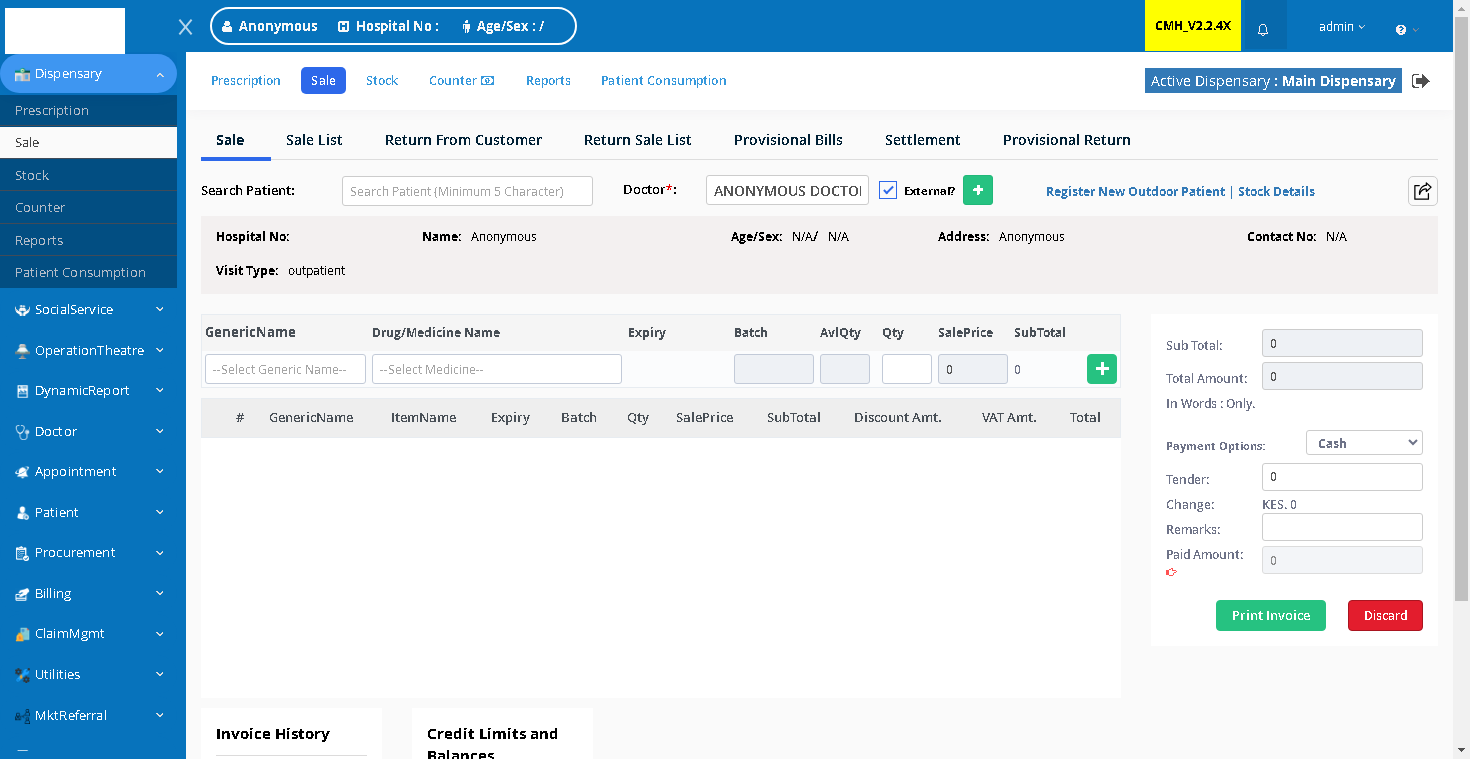 Anonymous Hospital No : Age/Sex : /
CMH_V2.2.4X
admin
Dispensary
Prescription
Sale
Stock
Counter
Reports
Patient Consumption
SocialService
OperationTheatre
DynamicReport
Doctor
Appointment
Patient
Procurement
Billing
ClaimMgmt
Utilities
MktReferral
Prescription Sale Stock Counter Reports Patient Consumption
Active Dispensary : Main Dispensary
Sale Sale List Return From Customer Return Sale List Provisional Bills Settlement Provisional Return
Search Patient: Search Patient (Minimum 5 Character) Doctor*: ANONYMOUS DOCTOR External? Register New Outdoor Patient | Stock Details
Hospital No: Name: Anonymous Age/Sex: N/A/ N/A Address: Anonymous Contact No: N/A
Visit Type: outpatient
GenericName Drug/Medicine Name Expiry Batch AvlQty Qty SalePrice SubTotal
--Select Generic Name-- --Select Medicine-- 0 0
# GenericName ItemName Expiry Batch Qty SalePrice SubTotal Discount Amt. VAT Amt. Total
Sub Total: 0
Total Amount: 0
In Words : Only.
Payment Options: Cash
Tender: 0
Change: KES. 0
Remarks:
Paid Amount: 0
Print Invoice Discard
Invoice History
Credit Limits and
Balances